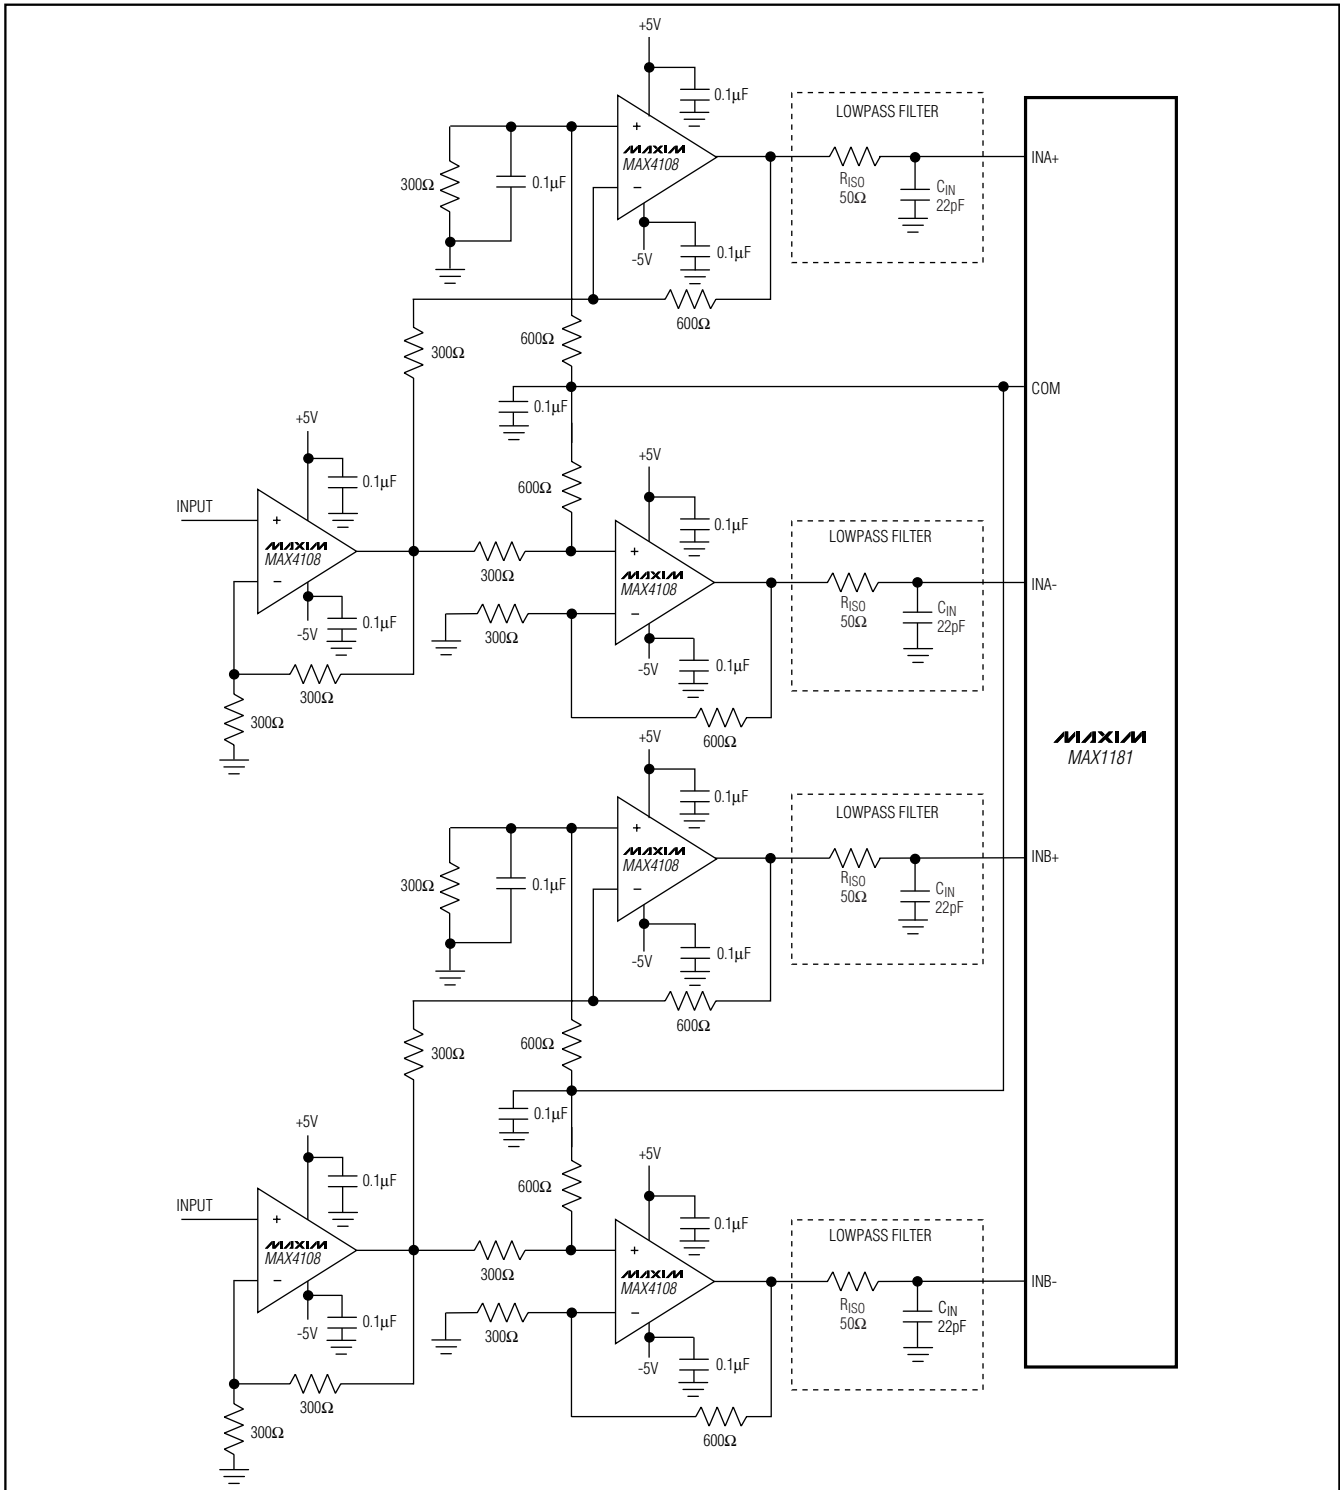 +5V
0.1µF
LOWPASS FILTER
+
MAXIM
MAX4108
INA+
300Ω
0.1µF
−
RISO
50Ω
CIN
22pF
-5V
0.1µF
600Ω
600Ω
300Ω
COM
0.1µF
+5V
0.1µF
+5V
600Ω
INPUT
0.1µF
LOWPASS FILTER
+
MAXIM
MAX4108
+
MAXIM
MAX4108
300Ω
INA-
−
−
RISO
50Ω
CIN
22pF
-5V
0.1µF
300Ω
-5V
0.1µF
300Ω
300Ω
600Ω
MAXIM
MAX1181
+5V
0.1µF
LOWPASS FILTER
+
MAXIM
MAX4108
INB+
300Ω
0.1µF
−
RISO
50Ω
CIN
22pF
-5V
0.1µF
600Ω
600Ω
300Ω
0.1µF
+5V
0.1µF
+5V
600Ω
INPUT
0.1µF
LOWPASS FILTER
+
MAXIM
MAX4108
+
MAXIM
MAX4108
300Ω
INB-
−
−
RISO
50Ω
CIN
22pF
-5V
0.1µF
300Ω
-5V
0.1µF
300Ω
300Ω
600Ω